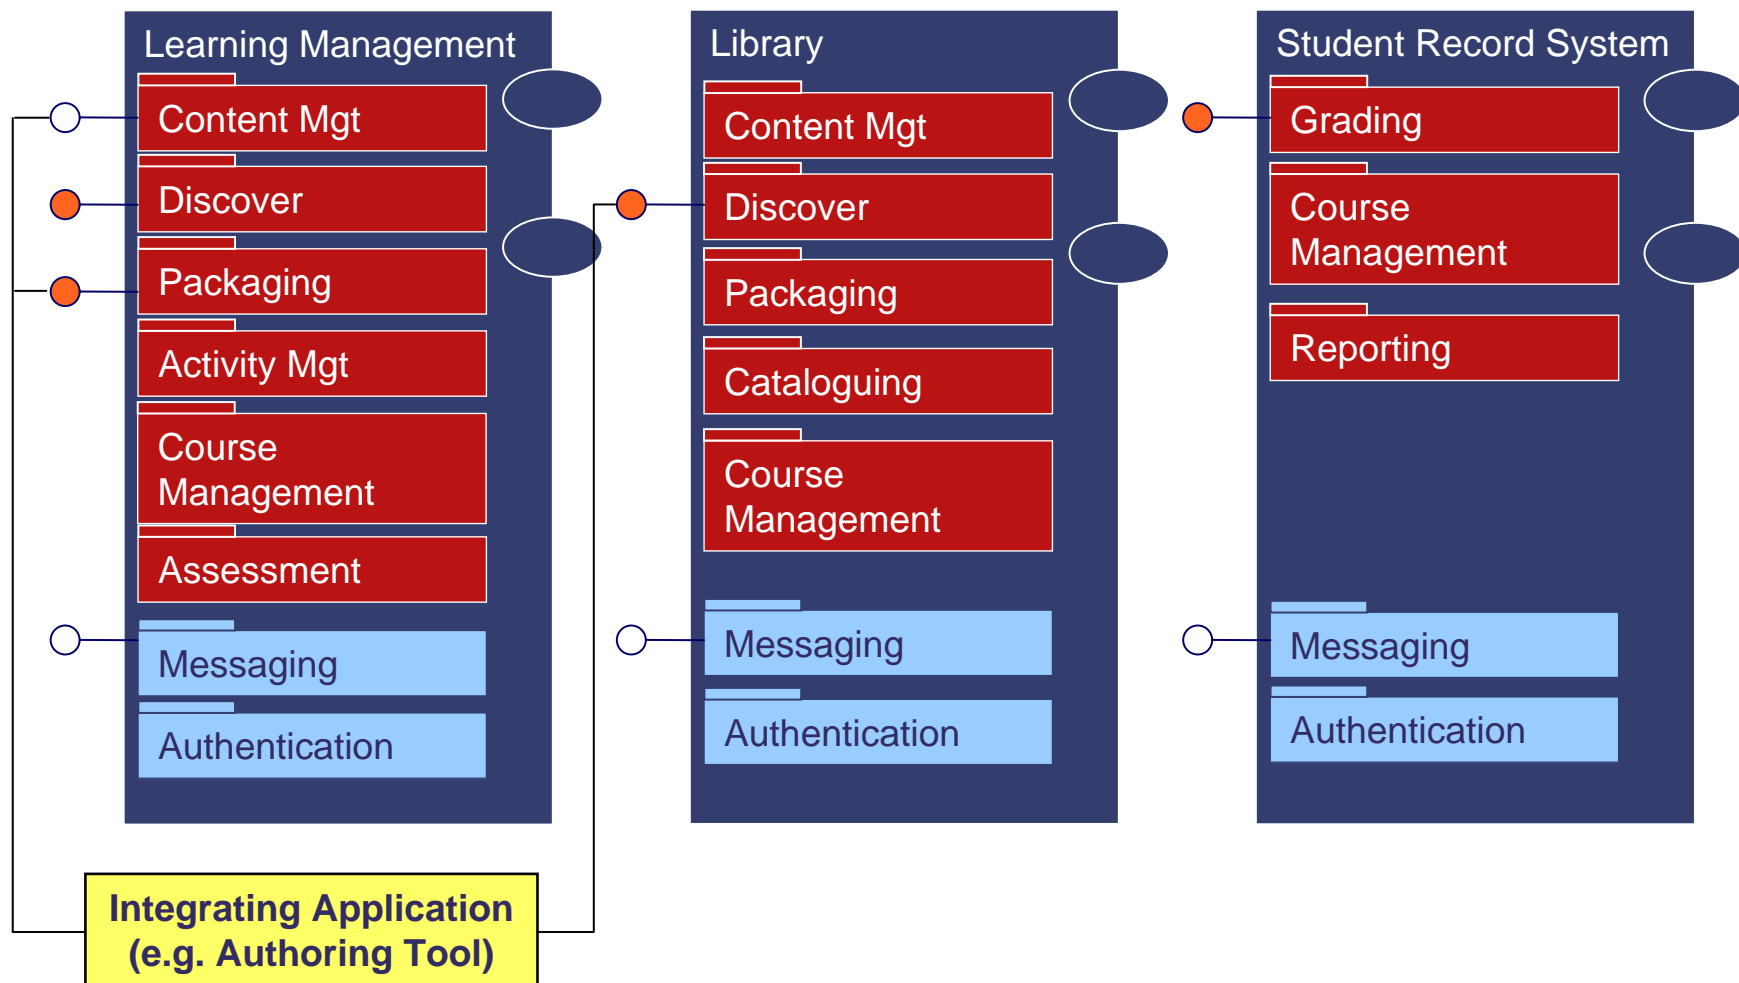 Learning Management
Content Mgt
Discover
Packaging
Activity Mgt
Course
Management
Assessment
Messaging
Authentication
Library
Content Mgt
Discover
Packaging
Cataloguing
Course
Management
Messaging
Authentication
Student Record System
Grading
Course
Management
Reporting
Messaging
Authentication
Integrating Application
(e.g. Authoring Tool)